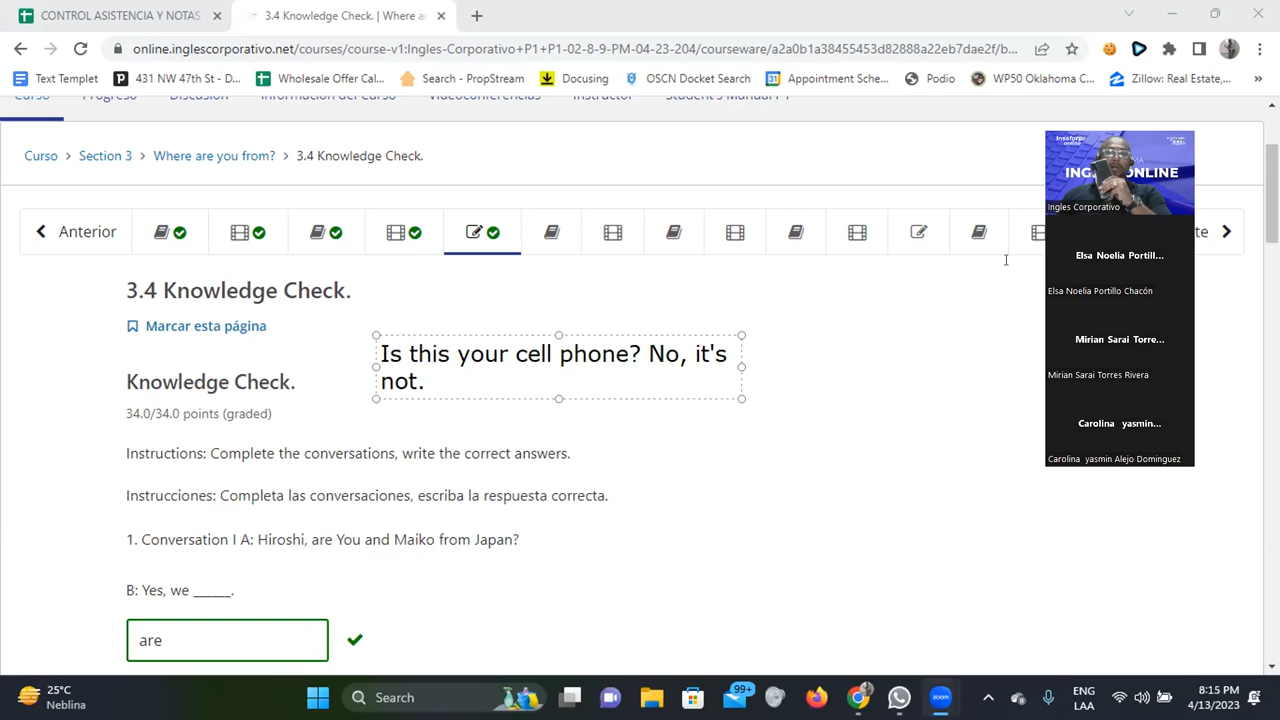 CONTROL ASISTENCIA Y NOTAS
3.4 Knowledge Check. | Where a
online.inglescorporativo.net/courses/course-v1:Ingles-Corporativo+P1+P1-02-8-9-PM-04-23-204/courseware/a2a0b1a38455453d82888a22eb7dae2f/b...
Text Templet
431 NW 47th St - D...
Wholesale Offer Cal...
Search - PropStream
Docusing
OSCN Docket Search
Appointment Sche...
Podio
WP50 Oklahoma C...
Zillow: Real Estate,...
»
Curso Progreso Discusión Información del Curso Videoconferencias Instructor Student's Manual P1
Curso > Section 3 > Where are you from? > 3.4 Knowledge Check.
Anterior
te
3.4 Knowledge Check.
Marcar esta página
Is this your cell phone? No, it's
not.
Knowledge Check.
34.0/34.0 points (graded)
Instructions: Complete the conversations, write the correct answers.
Instrucciones: Completa las conversaciones, escriba la respuesta correcta.
1. Conversation I A: Hiroshi, are You and Maiko from Japan?
B: Yes, we ______.
are
Insaforp
online
INGLES ONLINE
Ingles Corporativo
Elsa Noelia Portill...
Elsa Noelia Portillo Chacón
Mirian Sarai Torre...
Mirian Sarai Torres Rivera
Carolina yasmin...
Carolina yasmin Alejo Dominguez
25°C
Neblina
Search
99+
zoom
ENG
LAA
8:15 PM
4/13/2023